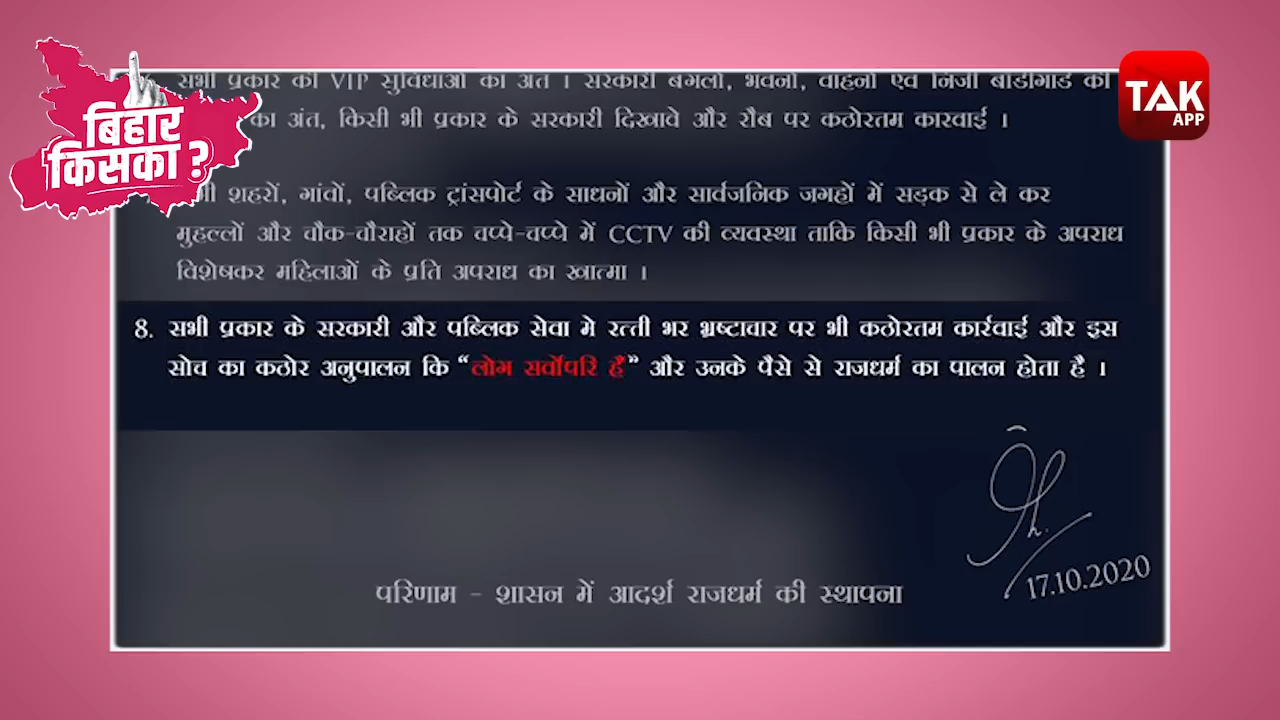 बिहार
किसका ?
TAK
APP
सभी प्रकार की VIP सुविधाओं का अंत । सरकारी बंगलों, भवनों, वाहनों एवं निजी बॉडीगार्ड की
का अंत, किसी भी प्रकार के सरकारी दिखावे और रौब पर कठोरतम कारवाई ।
शहरों, गांवों, पब्लिक ट्रांसपोर्ट के साधनों और सार्वजनिक जगहों में सड़क से ले कर
मुहल्लों और चौक-चौराहों तक चप्पे-चप्पे में CCTV की व्यवस्था ताकि किसी भी प्रकार के अपराध
विशेषकर महिलाओं के प्रति अपराध का खात्मा ।
8. सभी प्रकार के सरकारी और पब्लिक सेवा मे रत्ती भर भ्रष्टाचार पर भी कठोरतम कार्रवाई और इस
सोच का कठोर अनुपालन कि “लोग सर्वोपरि हैं” और उनके पैसे से राजधर्म का पालन होता है ।
17.10.2020
परिणाम - शासन में आदर्श राजधर्म की स्थापना